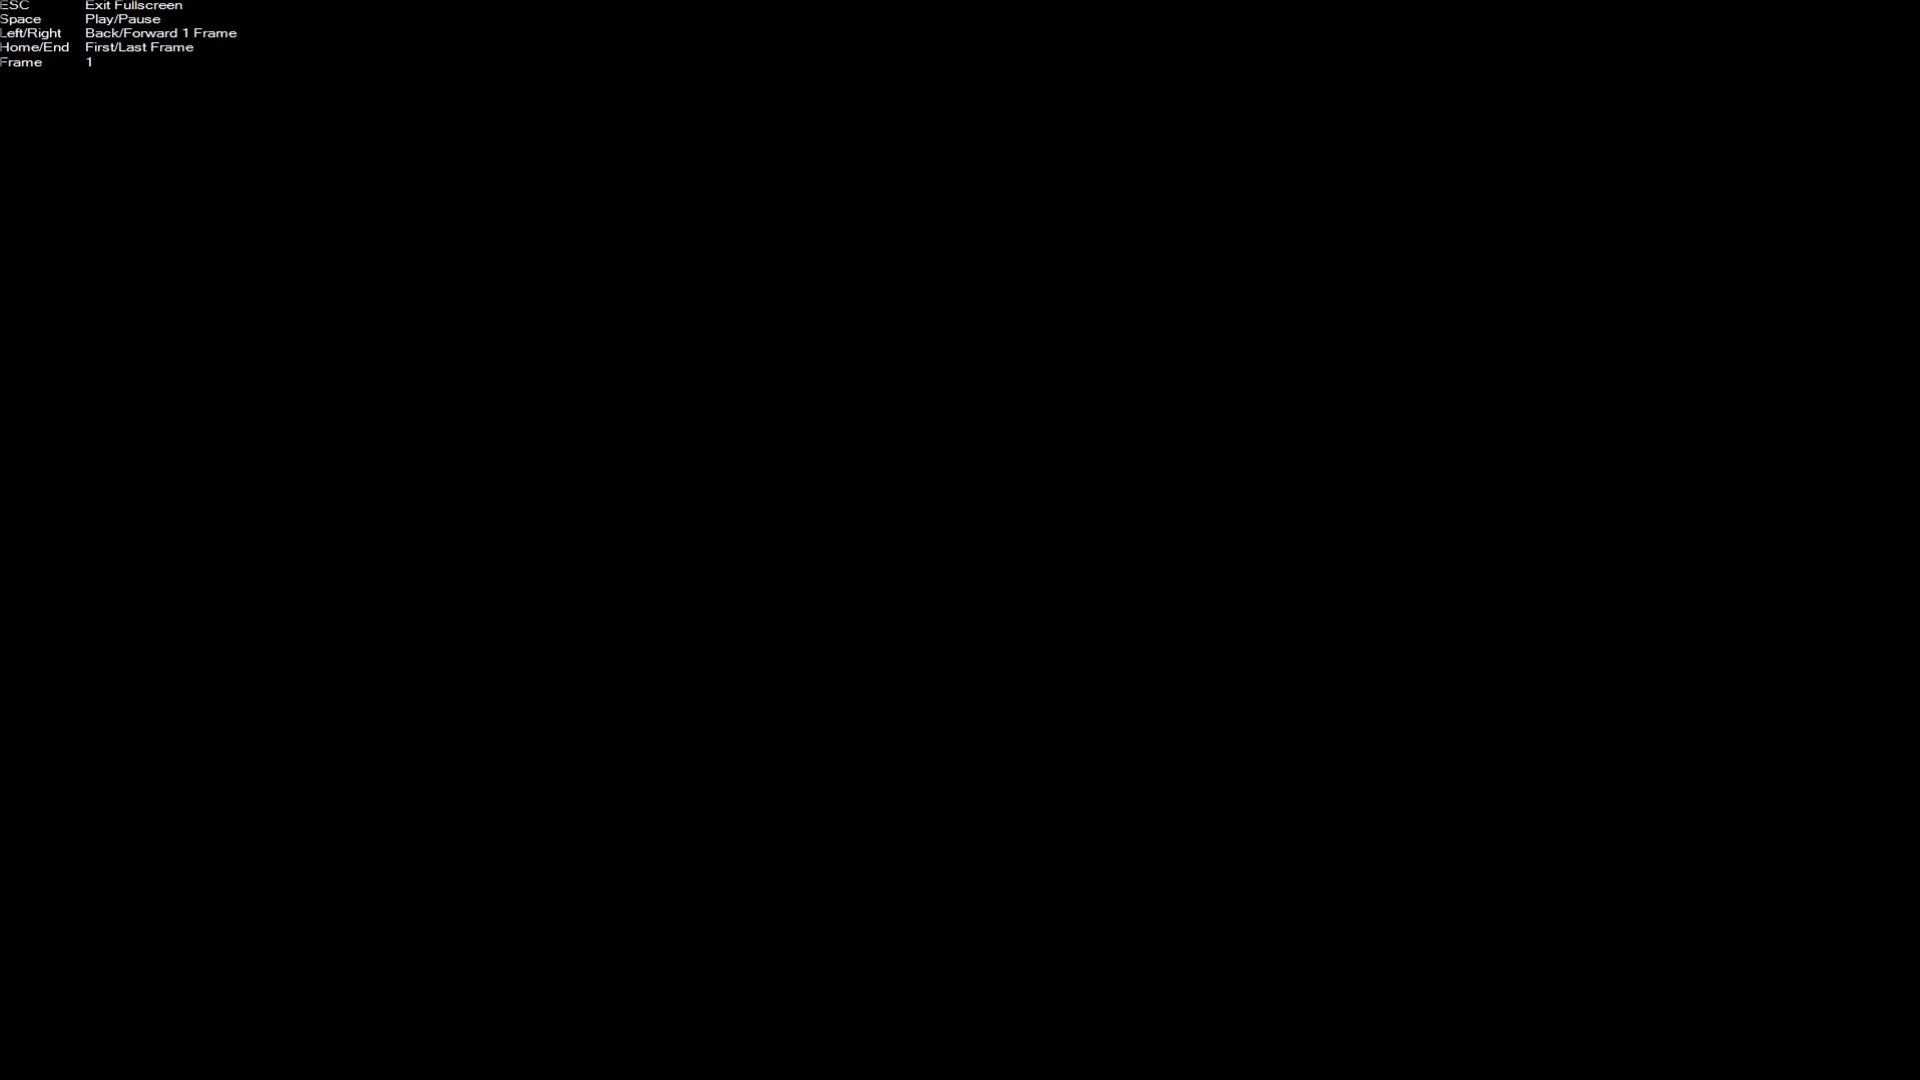 ESC Exit Fullscreen
Space Play/Pause
Left/Right Back/Forward 1 Frame
Home/End First/Last Frame
Frame 1